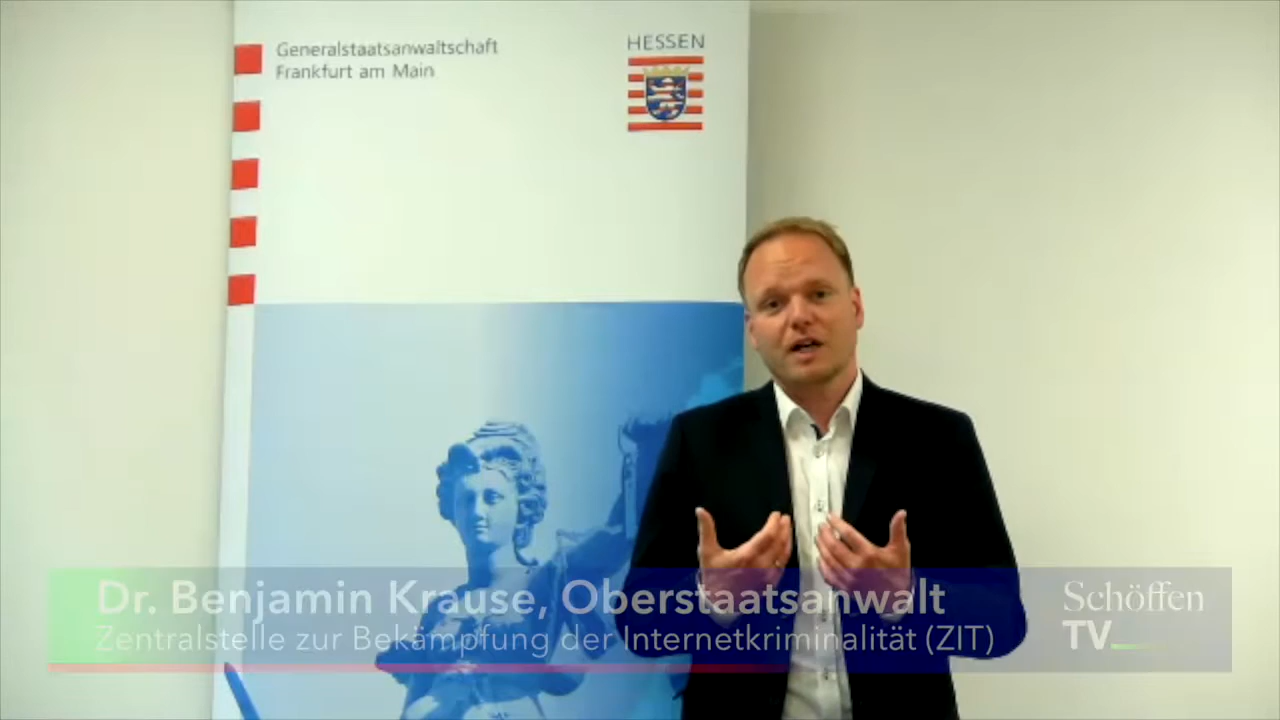 Generalstaatsanwaltschaft
Frankfurt am Main
HESSEN
Dr. Benjamin Krause, Oberstaatsanwalt
Zentralstelle zur Bekämpfung der Internetkriminalität (ZIT)
Schöffen
TV